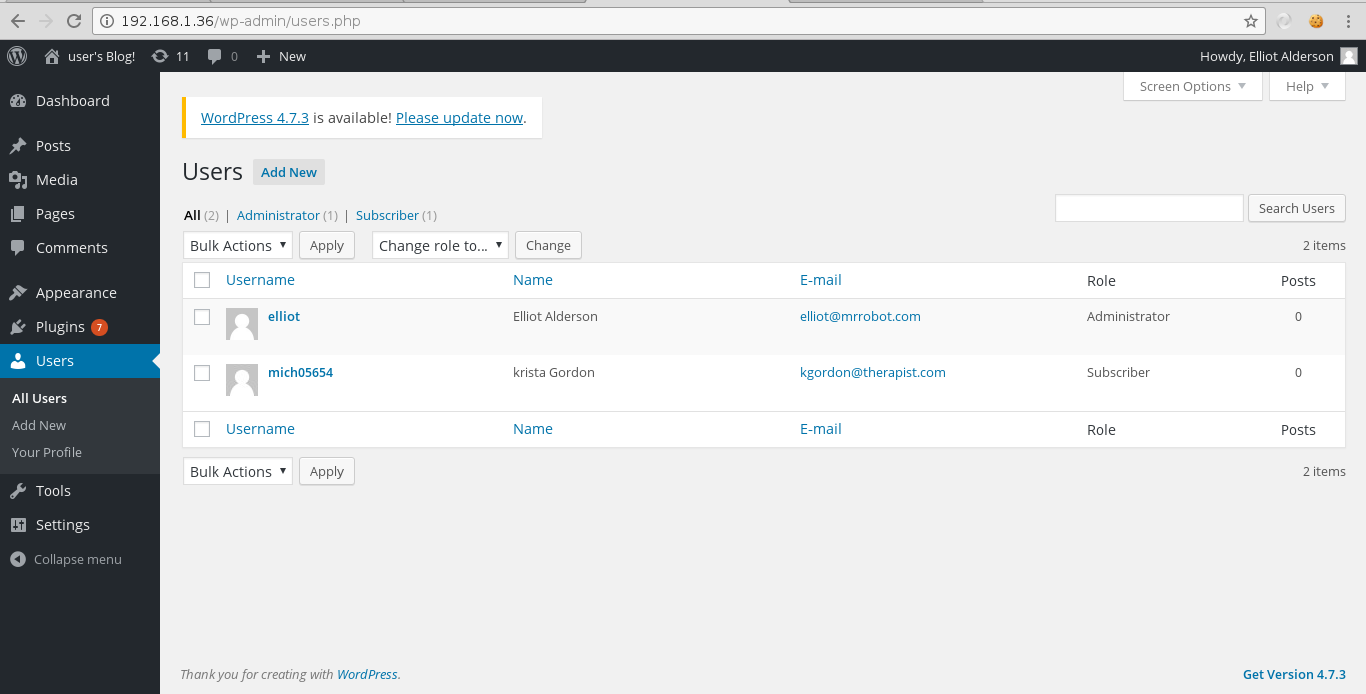 192.168.1.36/wp-admin/users.php
user's Blog! 11 0 New Howdy, Elliot Alderson
Screen Options Help
Dashboard
Posts
Media
Pages
Comments
Appearance
Plugins 7
Users
All Users
Add New
Your Profile
Tools
Settings
Collapse menu
WordPress 4.7.3 is available! Please update now.
Users Add New
All (2) | Administrator (1) | Subscriber (1)
Search Users
Bulk Actions Apply Change role to... Change 2 items
Username Name E-mail Role Posts
elliot Elliot Alderson elliot@mrrobot.com Administrator 0
mich05654 krista Gordon kgordon@therapist.com Subscriber 0
Username Name E-mail Role Posts
Bulk Actions Apply 2 items
Thank you for creating with WordPress. Get Version 4.7.3